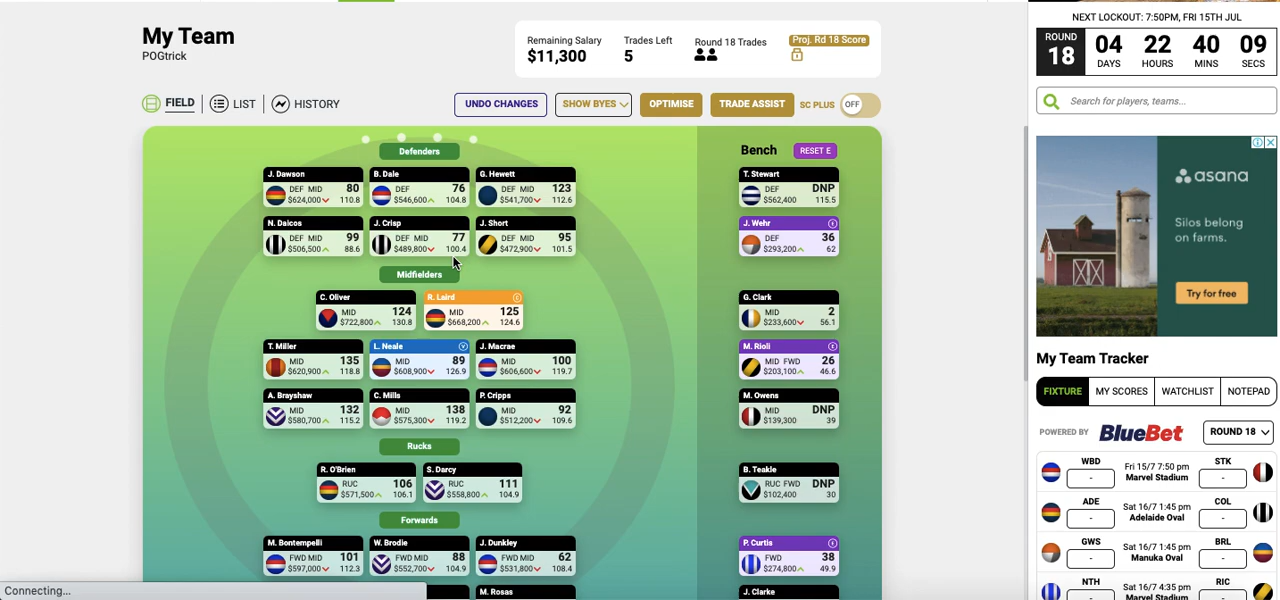 My Team
POGtrick
Remaining Salary
$11,300
Trades Left
5
Round 18 Trades
Proj. Rd 18 Score
FIELD
LIST
HISTORY
UNDO CHANGES
SHOW BYES
OPTIMISE
TRADE ASSIST
SC PLUS OFF
Defenders
J. Dawson
DEF MID 80
$624,000 110.8
B. Dale
DEF 76
$546,600 104.8
G. Hewett
DEF MID 123
$541,700 112.6
N. Daicos
DEF MID 99
$506,500 88.6
J. Crisp
DEF MID 77
$489,800 100.4
J. Short
DEF MID 95
$472,900 101.5
Midfielders
C. Oliver
MID 124
$722,800 130.8
R. Laird
MID 125
$668,200 124.6
T. Miller
MID 135
$620,900 118.8
L. Neale
MID 89
$608,900 126.9
J. Macrae
MID 100
$606,600 119.7
A. Brayshaw
MID 132
$580,700 115.2
C. Mills
MID 138
$575,300 119.2
P. Cripps
MID 92
$512,200 109.6
Rucks
R. O'Brien
RUC 106
$571,500 106.1
S. Darcy
RUC 111
$558,800 104.9
Forwards
M. Bontempelli
FWD MID 101
$597,000 112.3
W. Brodie
FWD MID 88
$552,700 104.9
J. Dunkley
FWD MID 62
$531,800 108.4
M. Rosas
Bench
RESET E
T. Stewart
DEF DNP
$562,400 115.5
J. Wehr E
DEF 36
$293,200 62
G. Clark
MID 2
$233,600 56.1
M. Rioli E
MID FWD 26
$203,100 46.6
M. Owens
MID DNP
$139,300 39
B. Teakle
RUC FWD DNP
$102,400 30
P. Curtis E
FWD 38
$274,800 49.9
J. Clarke
Connecting...
NEXT LOCKOUT: 7:50PM, FRI 15TH JUL
ROUND
18
04
DAYS
22
HOURS
40
MINS
09
SECS
Search for players, teams...
asana
Silos belong
on farms.
Try for free
My Team Tracker
FIXTURE
MY SCORES
WATCHLIST
NOTEPAD
POWERED BY BlueBet
ROUND 18
WBD
-
Fri 15/7 7:50 pm
Marvel Stadium
STK
-
ADE
-
Sat 16/7 1:45 pm
Adelaide Oval
COL
-
GWS
-
Sat 16/7 1:45 pm
Manuka Oval
BRL
-
NTH
Sat 16/7 4:35 pm
Marvel Stadium
RIC